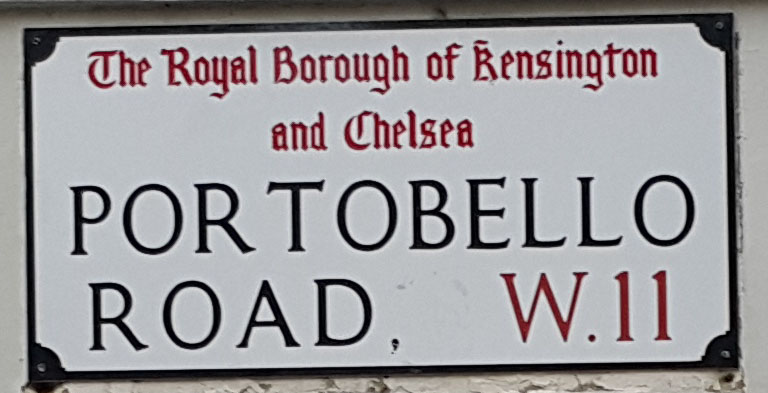 The Royal Borough of Kensington
and Chelsea
PORTOBELLO
ROAD, W.11